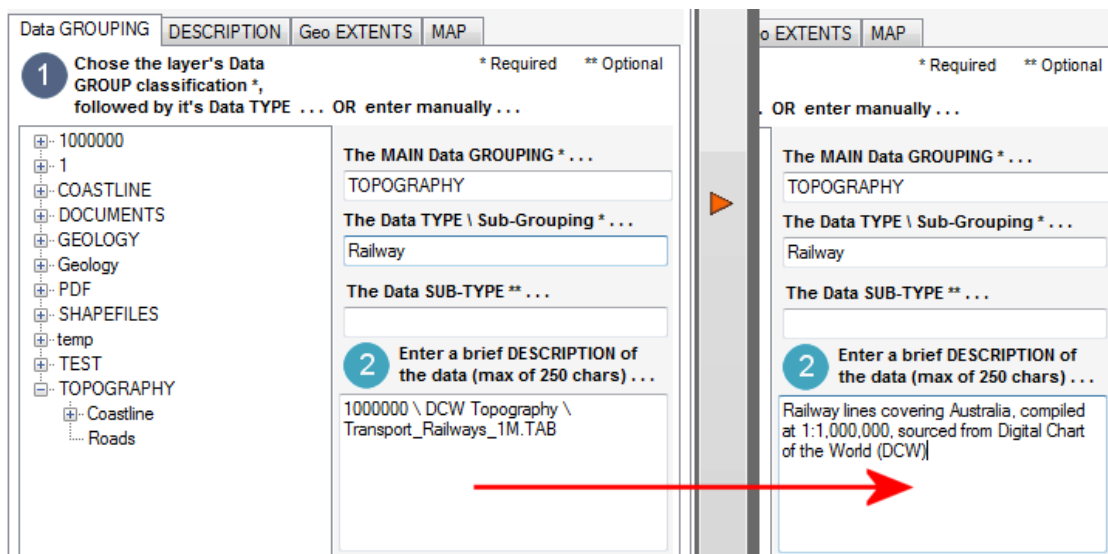 Data GROUPING DESCRIPTION Geo EXTENTS MAP
1
Chose the layer's Data
GROUP classification *,
followed by it's Data TYPE ... OR enter manually ...
* Required ** Optional
1000000
1
COASTLINE
DOCUMENTS
GEOLOGY
Geology
PDF
SHAPEFILES
temp
TEST
TOPOGRAPHY
Coastline
Roads
The MAIN Data GROUPING * . . .
TOPOGRAPHY
The Data TYPE \ Sub-Grouping * . . .
Railway
The Data SUB-TYPE ** . . .
2
Enter a brief DESCRIPTION of
the data (max of 250 chars) . . .
1000000 \ DCW Topography \
Transport_Railways_1M.TAB
o EXTENTS MAP
* Required ** Optional
. OR enter manually . . .
The MAIN Data GROUPING * . . .
TOPOGRAPHY
The Data TYPE \ Sub-Grouping * . . .
Railway
The Data SUB-TYPE ** . . .
2
Enter a brief DESCRIPTION of
the data (max of 250 chars) . . .
Railway lines covering Australia, compiled
at 1:1,000,000, sourced from Digital Chart
of the World (DCW)